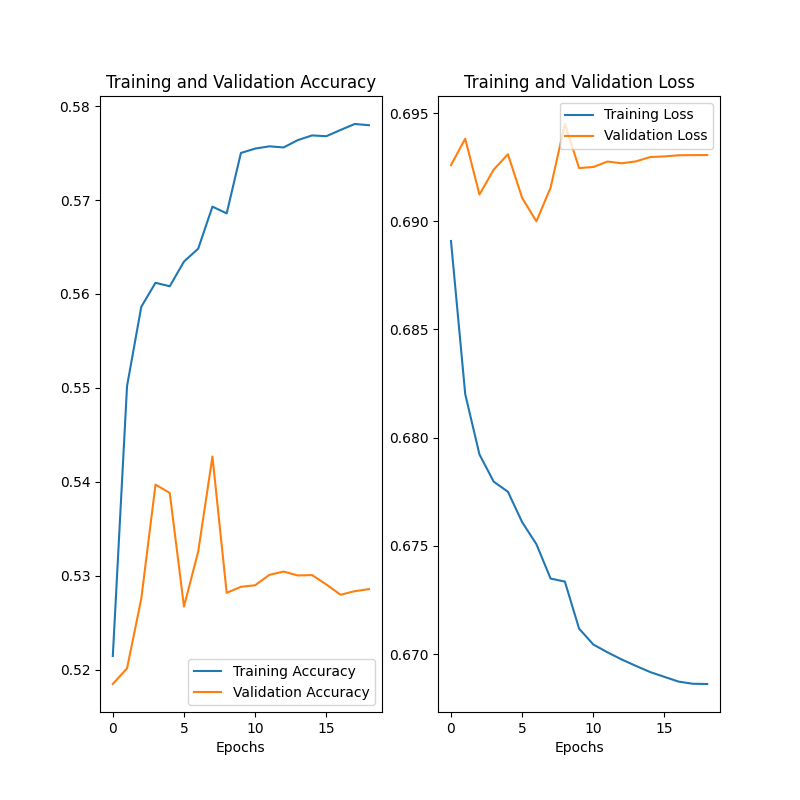 Training and Validation Accuracy
0.58
0.57
0.56
0.55
0.54
0.53
0.52
Training Accuracy
Validation Accuracy
0 5 10 15
Epochs
Training and Validation Loss
0.695
0.690
0.685
0.680
0.675
0.670
Training Loss
Validation Loss
0 5 10 15
Epochs